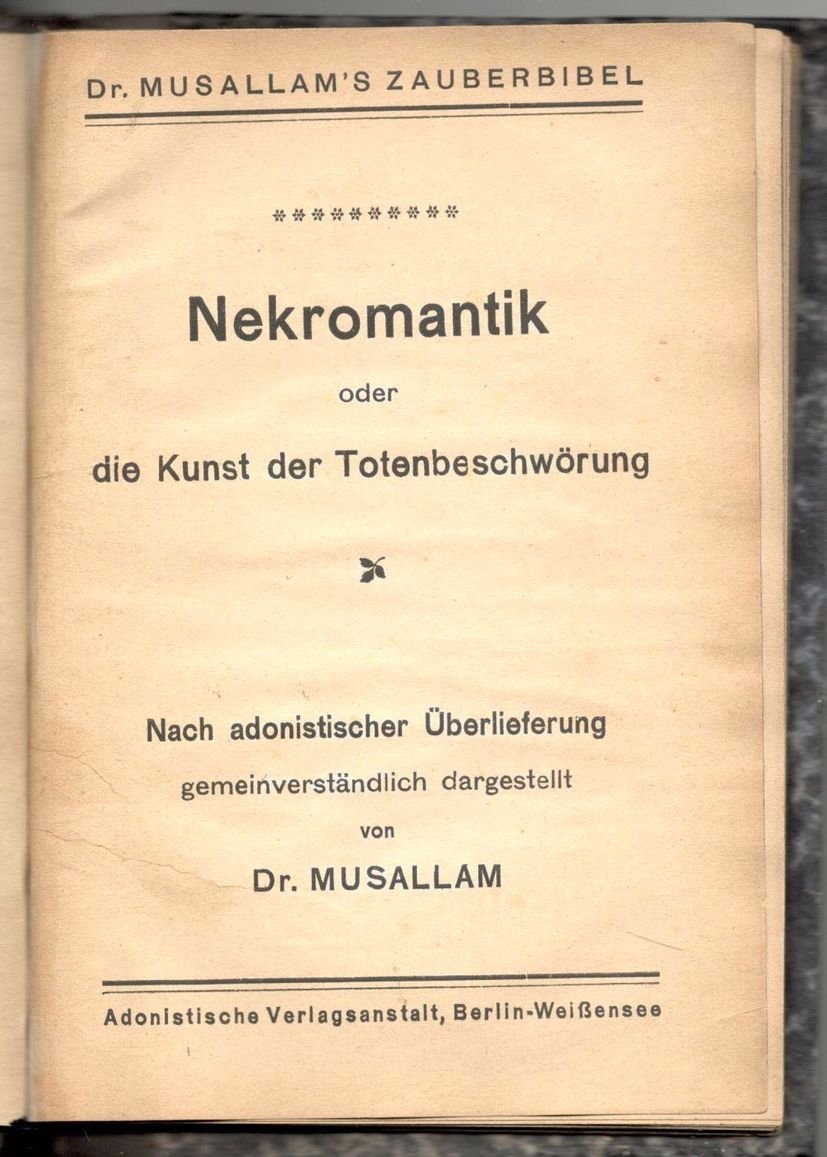 Dr. MUSALLAM'S ZAUBERBIBEL
**********
Nekromantik
oder
die Kunst der Totenbeschwörung
Nach adonistischer Überlieferung
gemeinverständlich dargestellt
von
Dr. MUSALLAM
Adonistische Verlagsanstalt, Berlin-Weißensee